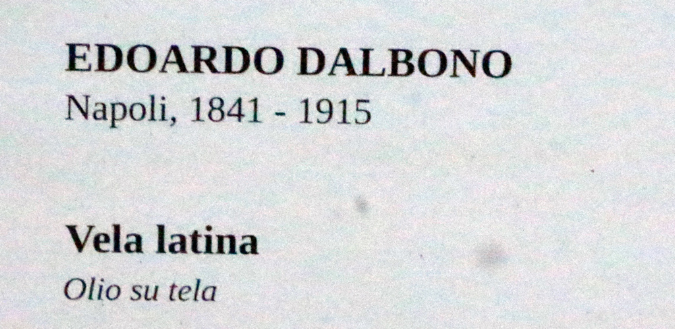 EDOARDO DALBONO
Napoli, 1841 - 1915
Vela latina
Olio su tela